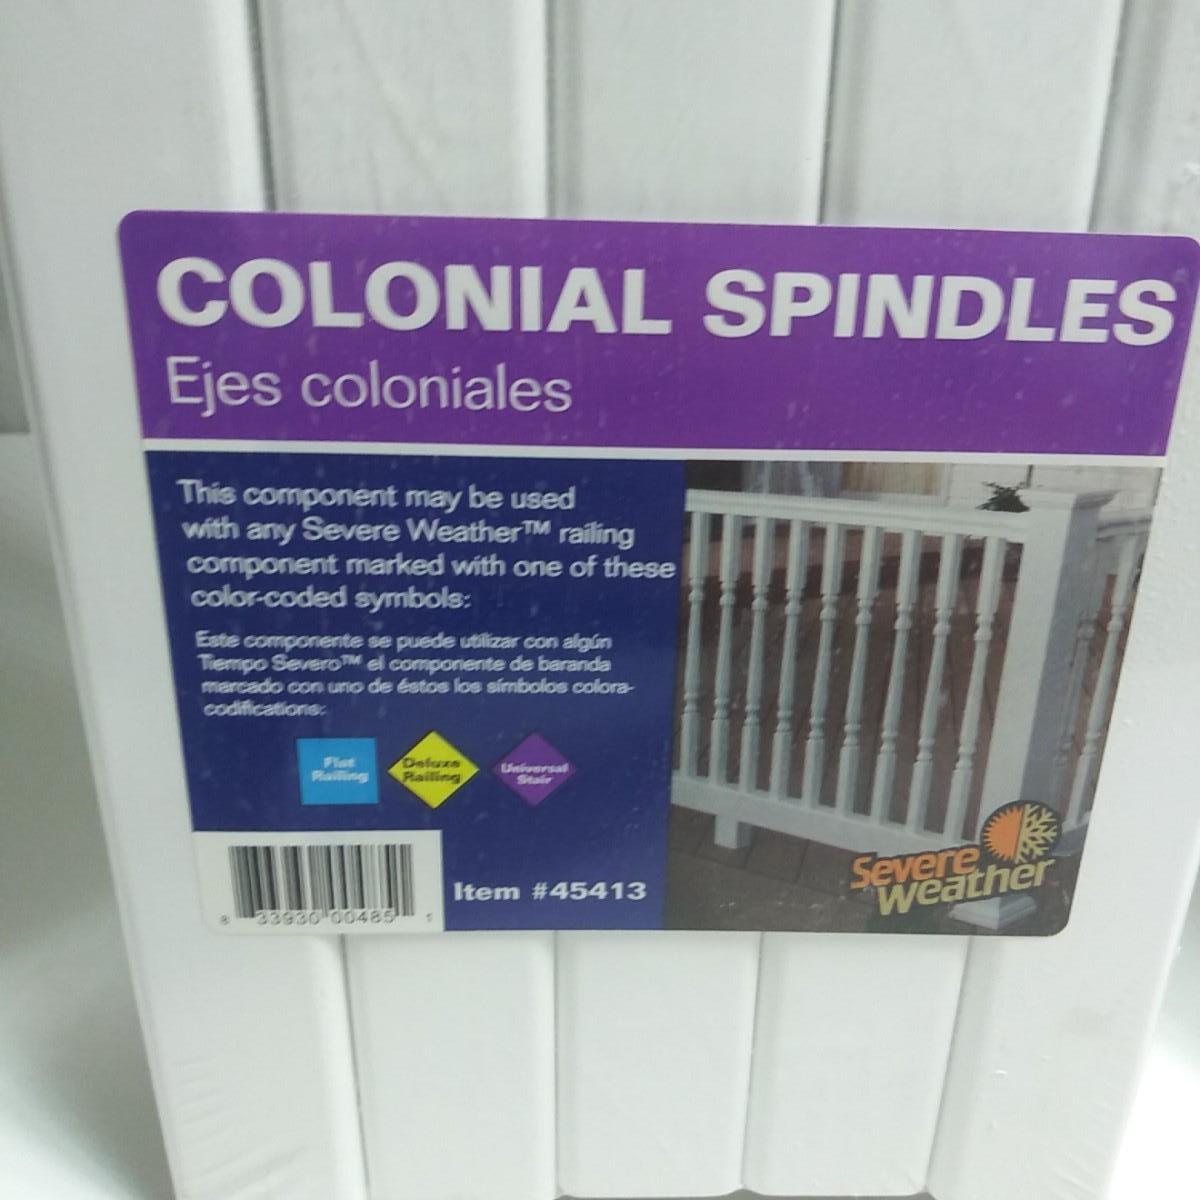 COLONIAL SPINDLES
Ejes coloniales
This component may be used
with any Severe Weather™ railing
component marked with one of these
color-coded symbols:
Este componente se puede utilizar con algún
Tiempo Severo™ el componente de baranda
marcado con uno de éstos los símbolos colora-
codifications:
Flat
Railing
Deluxe
Railing
Universal
Stair
Item #45413
8 33930 00485 1
Severe
Weather